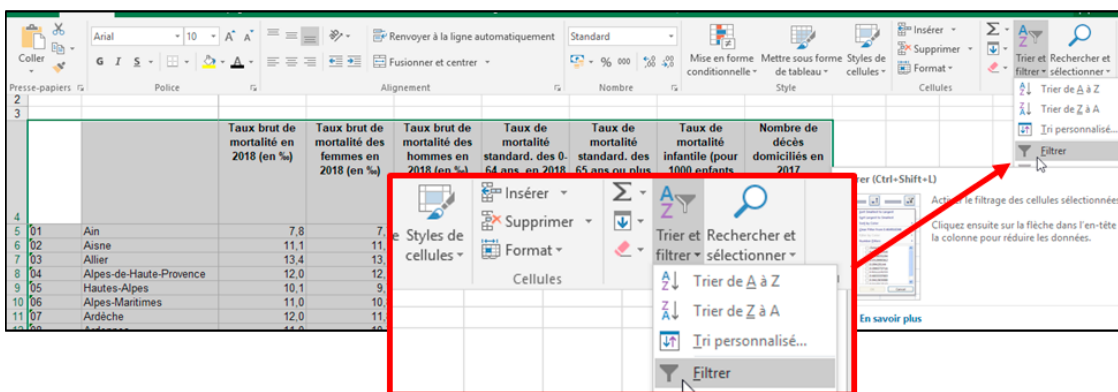 Coller
Presse-papiers
Arial
10
G I S
Police
Renvoyer à la ligne automatiquement
Fusionner et centrer
Alignement
Standard
% 000
Nombre
Mise en forme conditionnelle
Mettre sous forme de tableau
Styles de cellules
Style
Insérer
Supprimer
Format
Cellules
Trier et filtrer
Rechercher et sélectionner
Trier de A à Z
Trier de Z à A
Tri personnalisé...
Filtrer
(Ctrl+Shift+L)
le filtrage des cellules sélectionnées
Cliquez ensuite sur la flèche dans l'en-tête
la colonne pour réduire les données.
En savoir plus
2
3
4
Taux brut de
mortalité en
2018 (en ‰)
Taux brut de
mortalité des
femmes en
2018 (en ‰)
Taux brut de
mortalité des
hommes en
2018 (en ‰)
Taux de
mortalité
standard. des 0-
64 ans, en 2018
Taux de
mortalité
standard. des
65 ans ou plus
Taux de
mortalité
infantile (pour
1000 enfants
Nombre de
décès
domiciliés en
2017
5 01 Ain 7,8
6 02 Aisne 11,1
7 03 Allier 13,4
8 04 Alpes-de-Haute-Provence 12,0
9 05 Hautes-Alpes 10,1
10 06 Alpes-Maritimes 11,0
11 07 Ardèche 12,0
Styles de
cellules
Insérer
Supprimer
Format
Cellules
Trier et
filtrer
Rechercher et
sélectionner
Trier de A à Z
Trier de Z à A
Tri personnalisé...
Filtrer